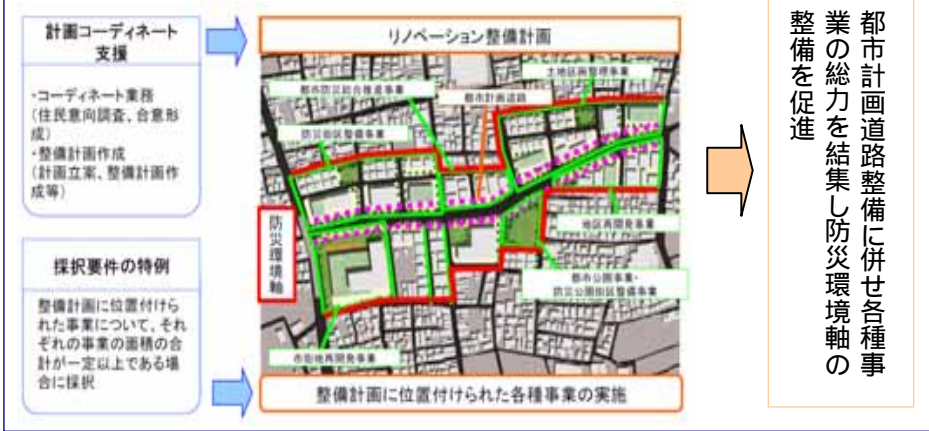 計画コーディネート
支援
・コーディネート業務
(住民意向調査、合意形
成)
・整備計画作成
(計画立案、整備計画作
成等)
採択要件の特例
整備計画に位置付けら
れた事業について、それ
ぞれの事業の面積の合
計が一定以上である場
合に採択
リノベーション整備計画
土地区画整理事業
都市防災総合推進事業
都市計画道路
防災街区整備事業
防災環境軸
地区再開発事業
都市公園事業・
防災公園街区整備事業
市街地再開発事業
整備計画に位置付けられた各種事業の実施
都市計画道路整備に併せ各種事
業の総力を結集し防災環境軸の
整備を促進